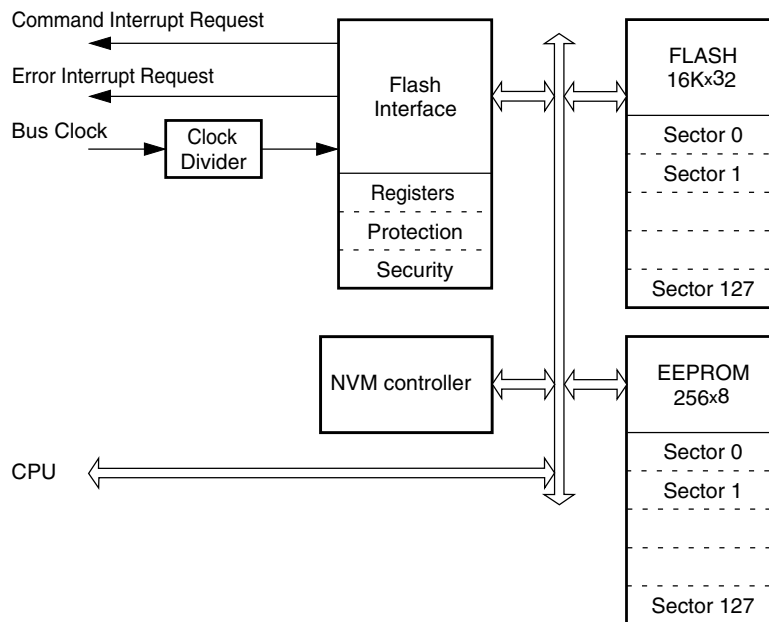 Command Interrupt Request
Error Interrupt Request
Bus Clock
Clock
Divider
Flash
Interface
Registers
Protection
Security
FLASH
16Kx32
Sector 0
Sector 1
Sector 127
NVM controller
EEPROM
256x8
Sector 0
Sector 1
Sector 127
CPU